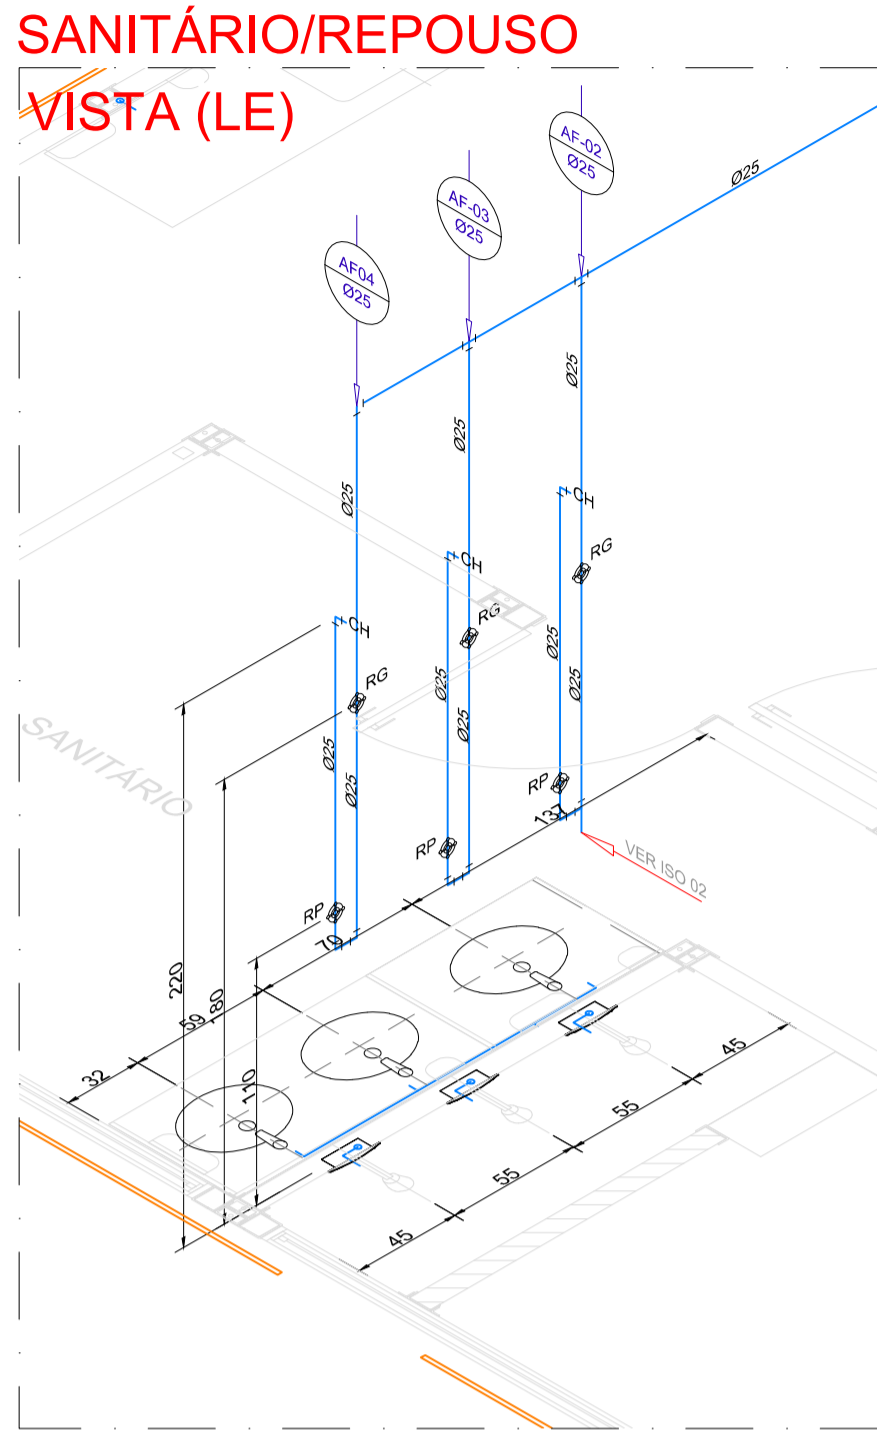 SANITÁRIO/REPOUSO
VISTA (LE)
AF-02
Ø25
Ø25
AF-03
Ø25
AF04
Ø25
Ø25
Ø25
Ø25
CH
RG
CH
RG
CH
RG
Ø25
Ø25
Ø25
Ø25
Ø25
Ø25
SANITÁRIO
RP
137
VER ISO 02
RP
RP
79
220
180
59
32
110
45
55
55
45